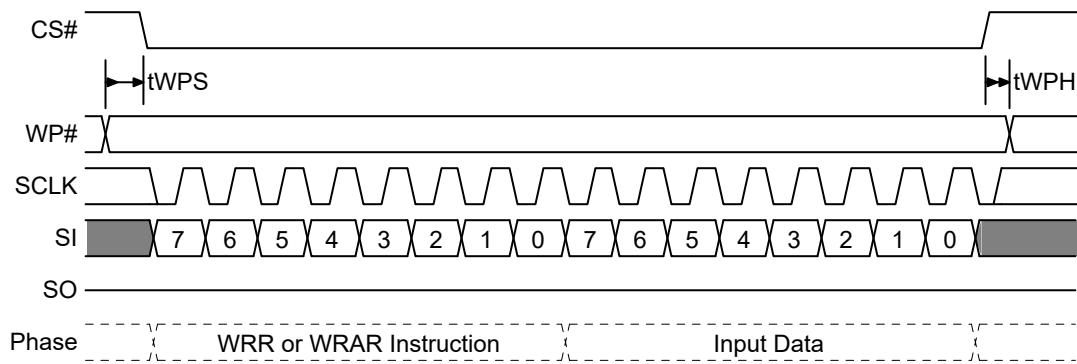 CS#
tWPS tWPH
WP#
SCLK
SI 7 6 5 4 3 2 1 0 7 6 5 4 3 2 1 0
SO
Phase WRR or WRAR Instruction Input Data